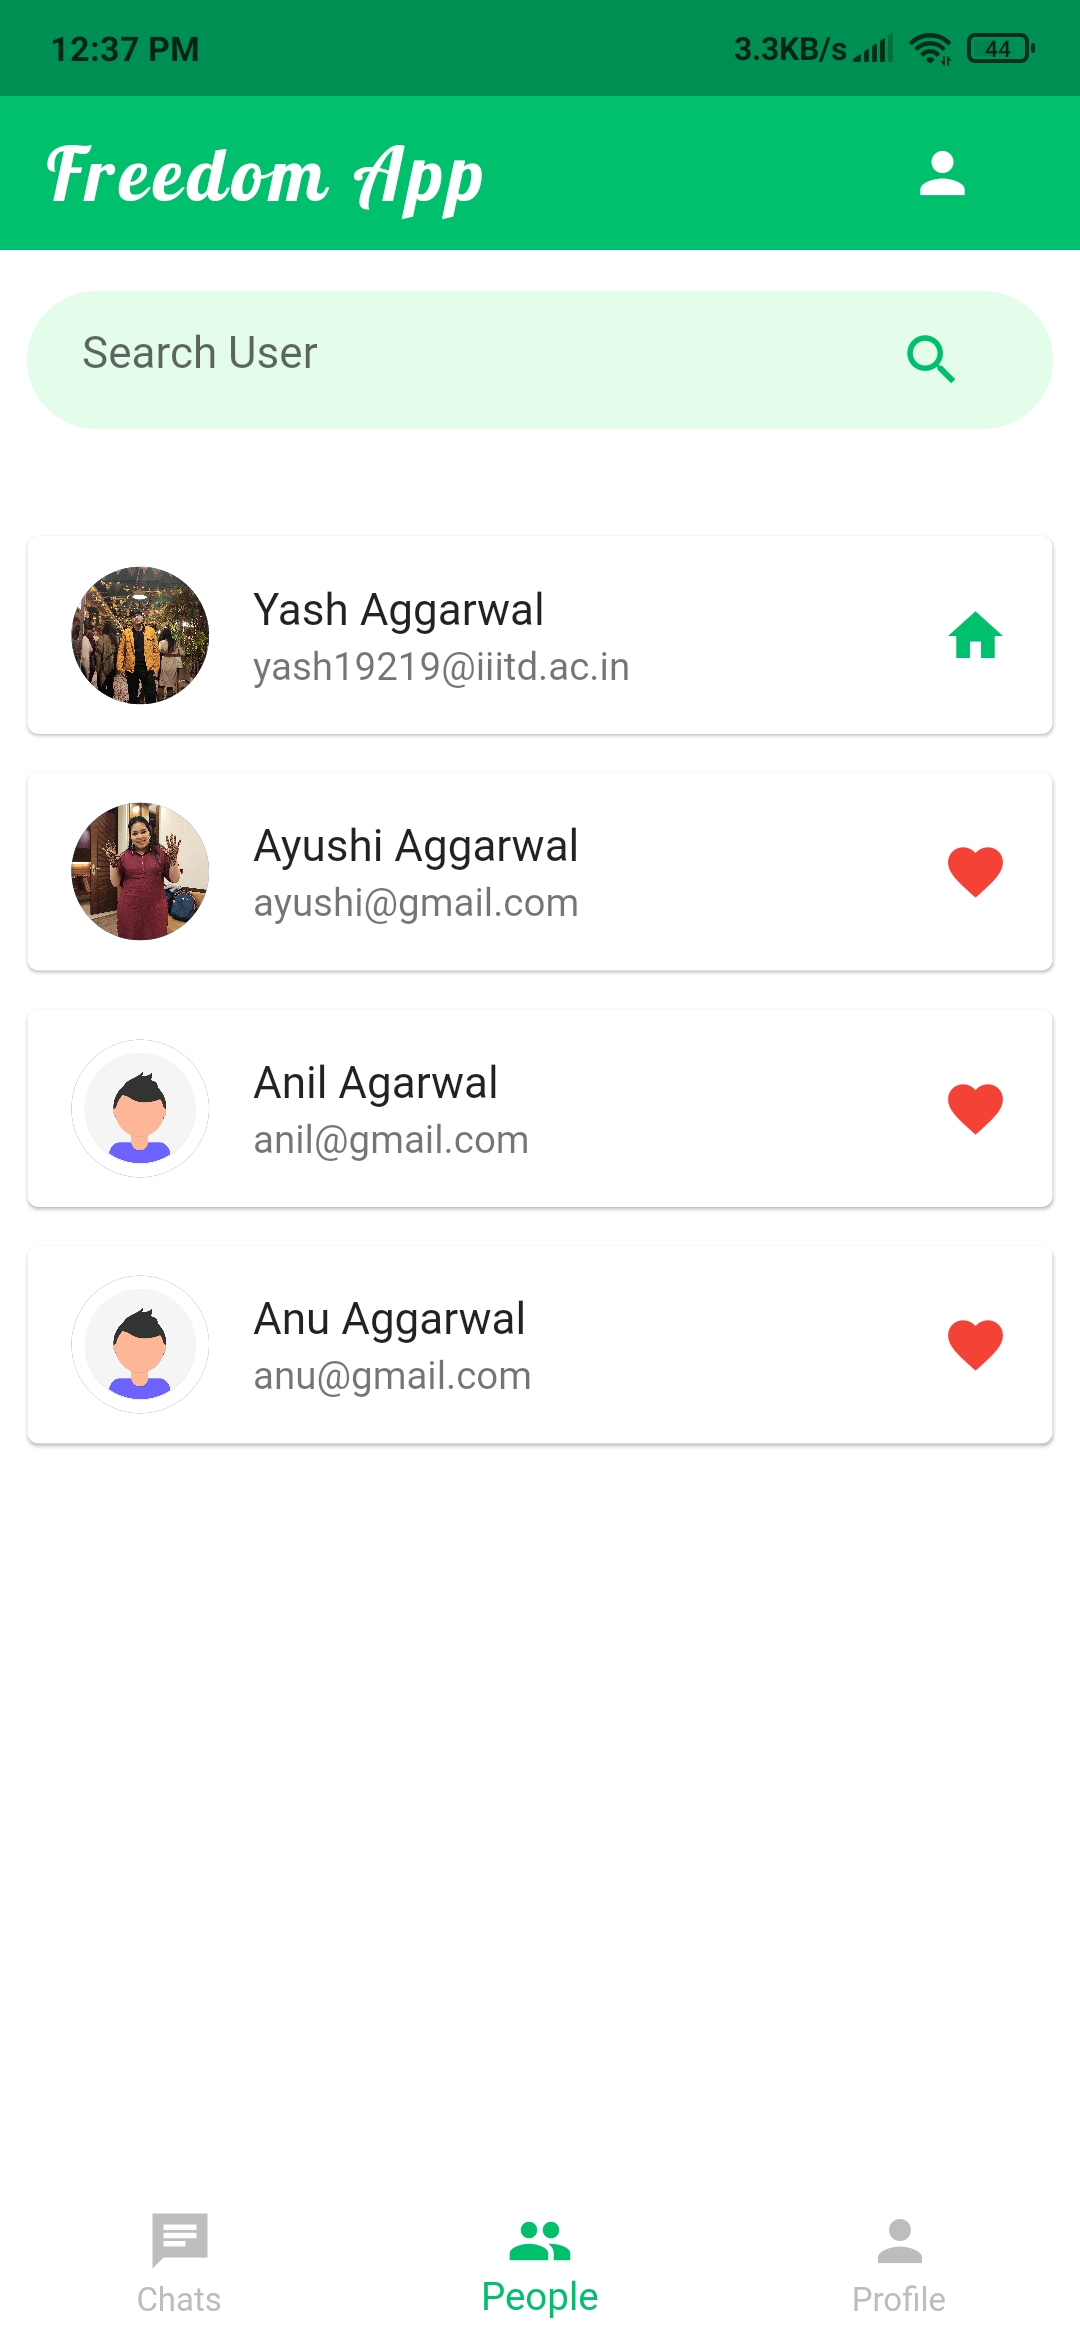 12:37 PM
3.3KB/s
44
Freedom App
Search User
Yash Aggarwal
yash19219@iiitd.ac.in
Ayushi Aggarwal
ayushi@gmail.com
Anil Agarwal
anil@gmail.com
Anu Aggarwal
anu@gmail.com
Chats
People
Profile